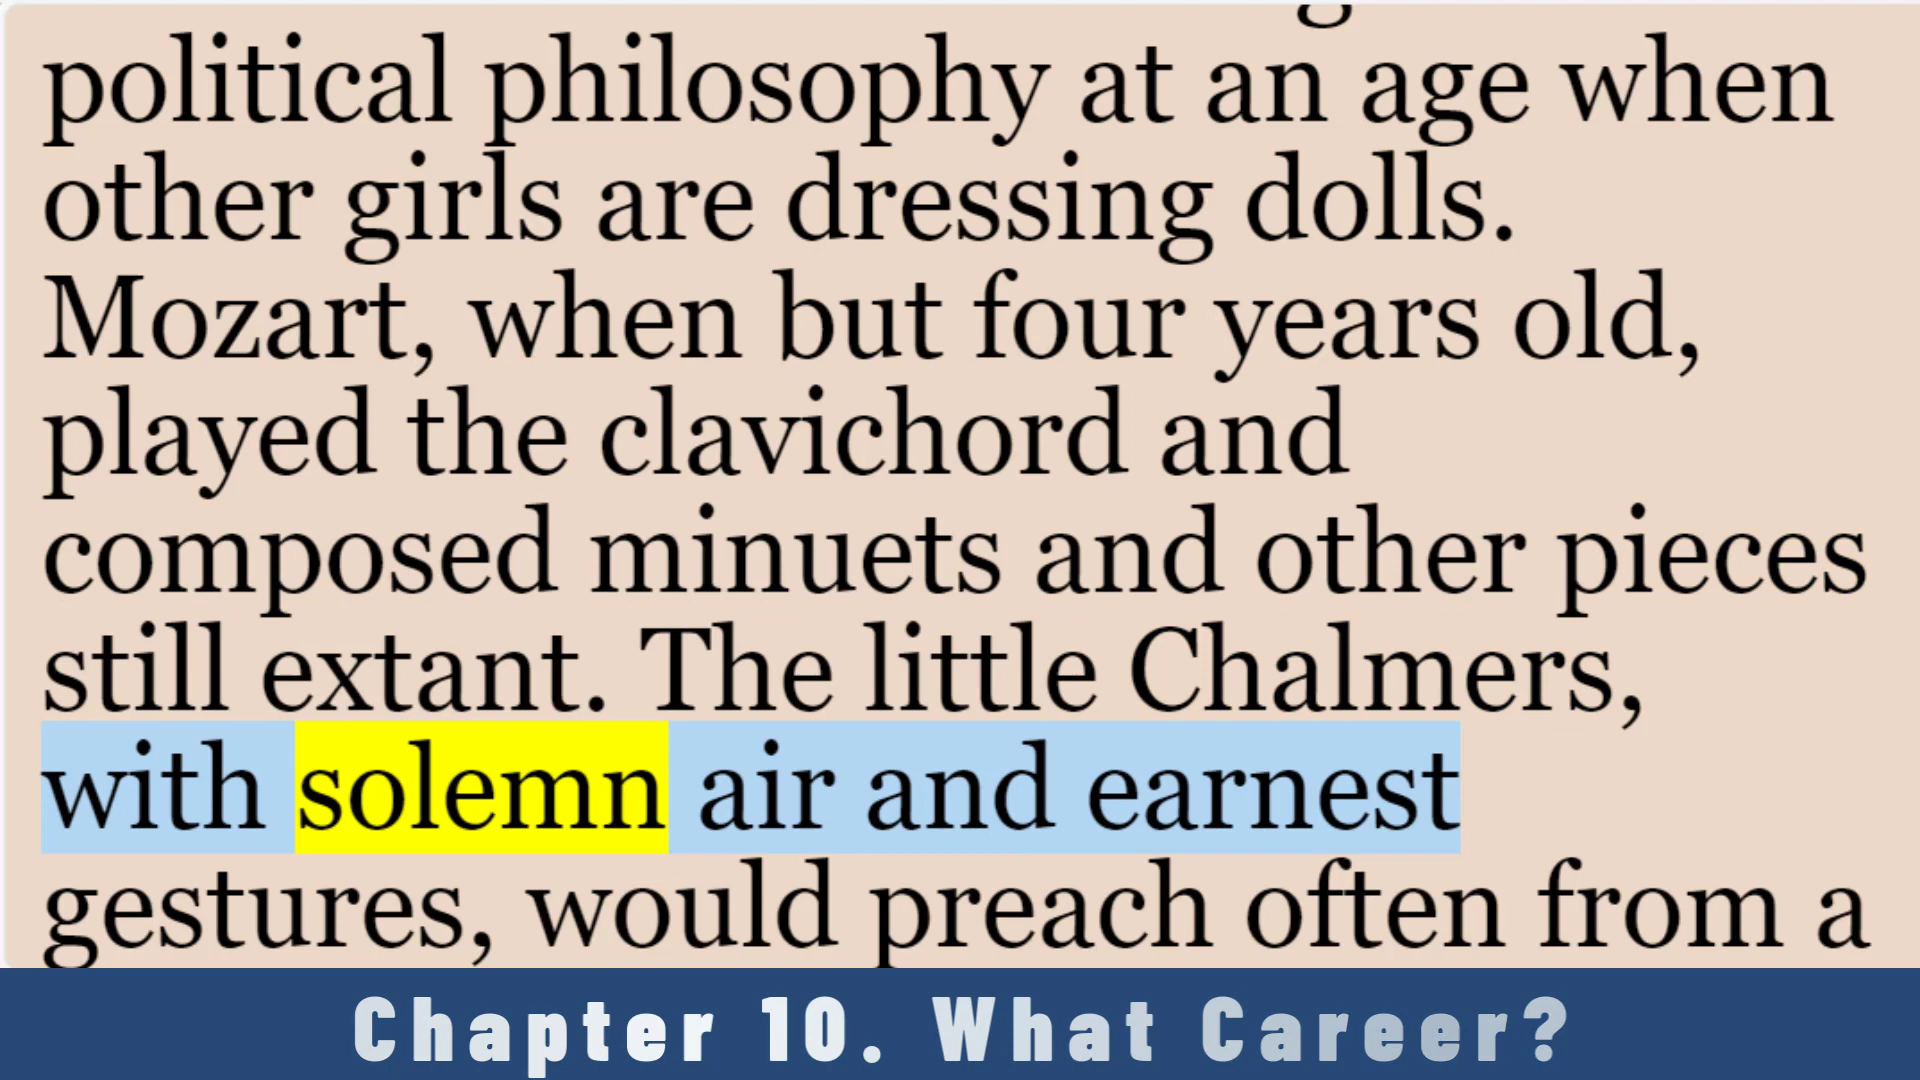 political philosophy at an age when
other girls are dressing dolls.
Mozart, when but four years old,
played the clavichord and
composed minuets and other pieces
still extant. The little Chalmers,
with solemn air and earnest
gestures, would preach often from a
Chapter 10. What Career?